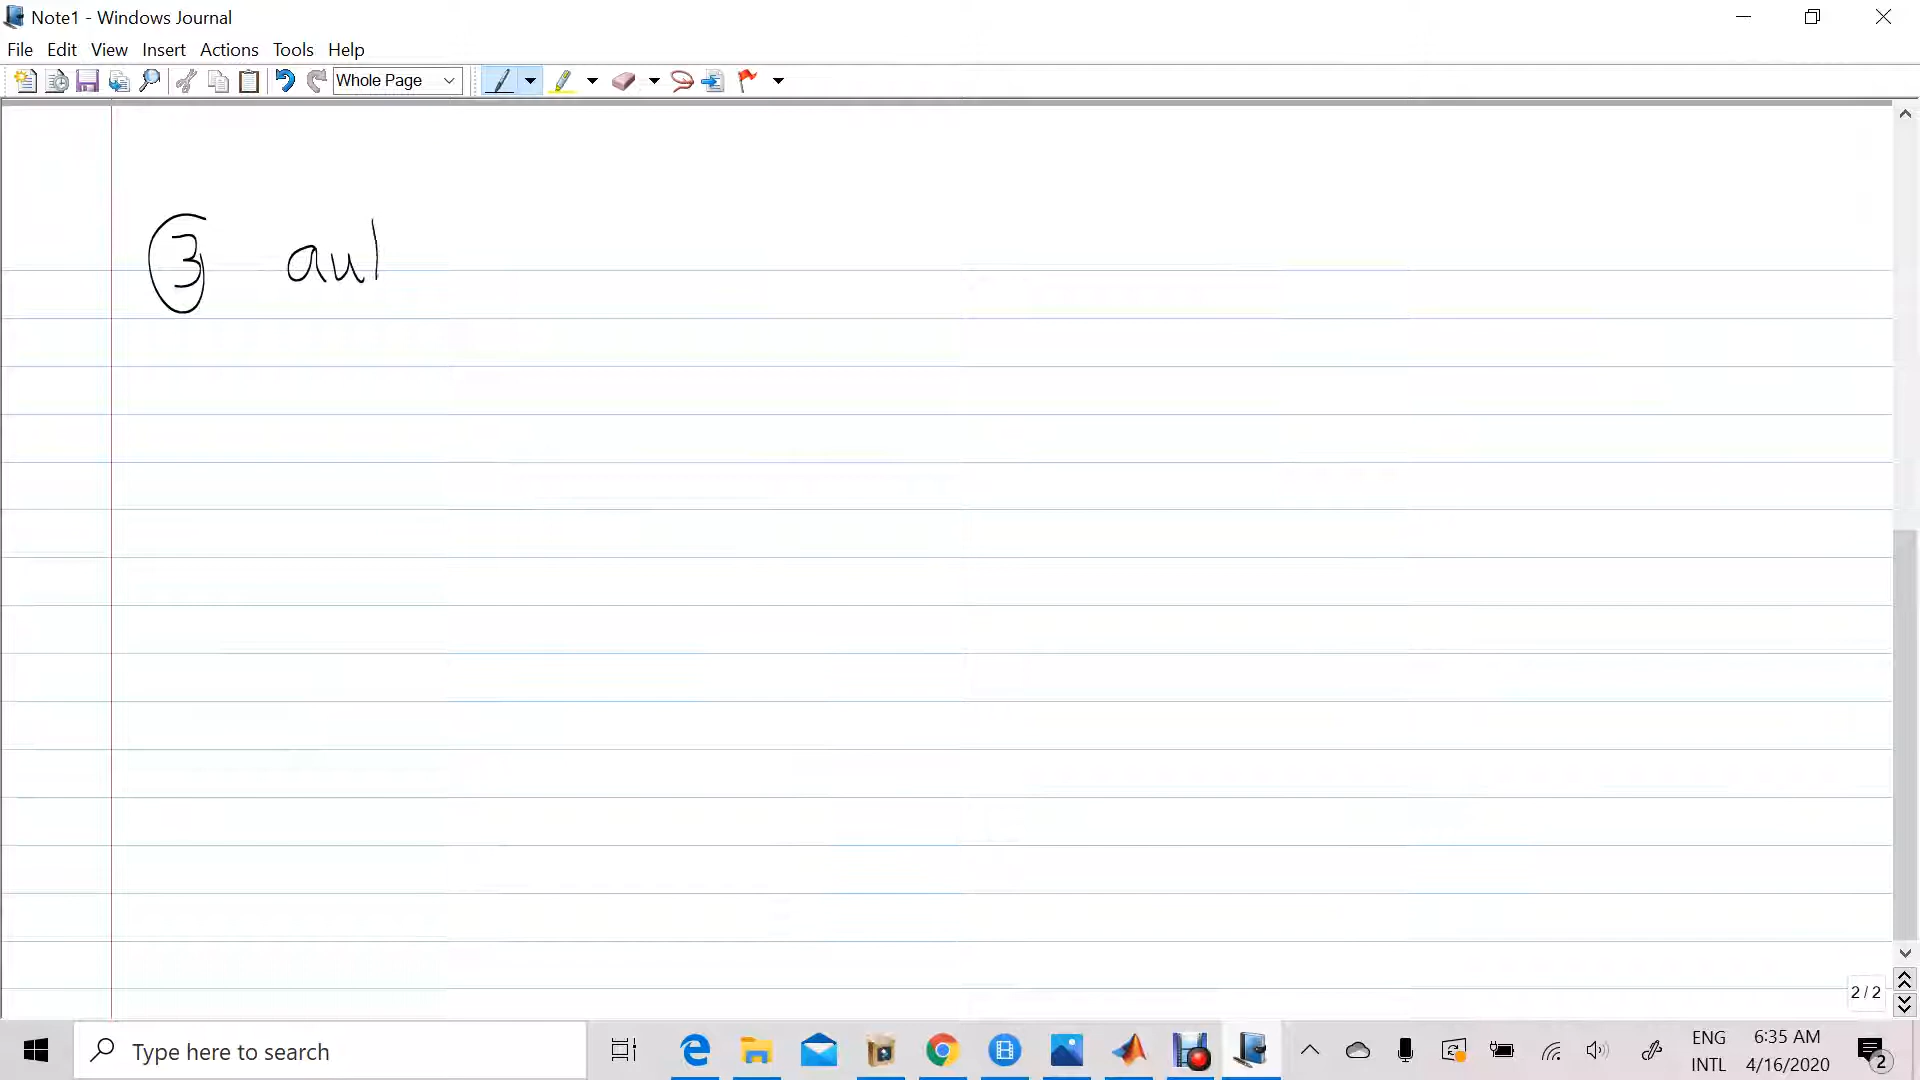 Note1 - Windows Journal
File Edit View Insert Actions Tools Help
Whole Page
3 aul
2 / 2
Type here to search
ENG 6:35 AM
INTL 4/16/2020
2